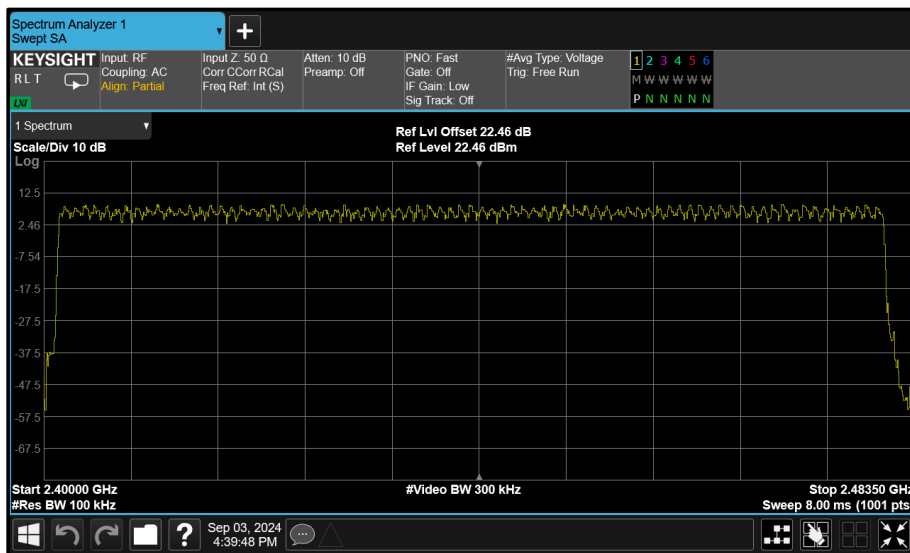 Spectrum Analyzer 1
Swept SA
+
KEYSIGHT
R L T
LXI
Input: RF
Coupling: AC
Align: Partial
Input Z: 50 Ω
Corr CCorr RCal
Freq Ref: Int (S)
Atten: 10 dB
Preamp: Off
PNO: Fast
Gate: Off
IF Gain: Low
Sig Track: Off
#Avg Type: Voltage
Trig: Free Run
1 2 3 4 5 6
M W W W W W
P N N N N N
1 Spectrum
Scale/Div 10 dB
Ref Lvl Offset 22.46 dB
Ref Level 22.46 dBm
Log
12.5
2.46
-7.54
-17.5
-27.5
-37.5
-47.5
-57.5
-67.5
Start 2.40000 GHz
#Res BW 100 kHz
#Video BW 300 kHz
Stop 2.48350 GHz
Sweep 8.00 ms (1001 pts
?
Sep 03, 2024
4:39:48 PM